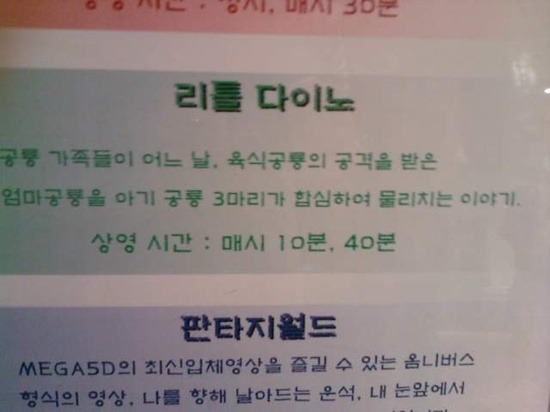 상영 시간 : 정시, 매시 30분
리틀 다이노
공룡 가족들이 어느 날, 육식공룡의 공격을 받은
엄마공룡을 아기 공룡 3마리가 합심하여 물리치는 이야기.
상영 시간 : 매시 10분, 40분
판타지월드
MEGA5D의 최신입체영상을 즐길 수 있는 옴니버스
형식의 영상, 나를 향해 날아드는 운석, 내 눈앞에서